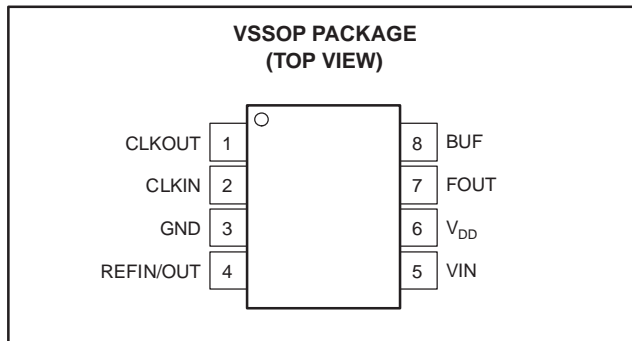 VSSOP PACKAGE
(TOP VIEW)
CLKOUT 1 8 BUF
CLKIN 2 7 FOUT
GND 3 6 VDD
REFIN/OUT 4 5 VIN